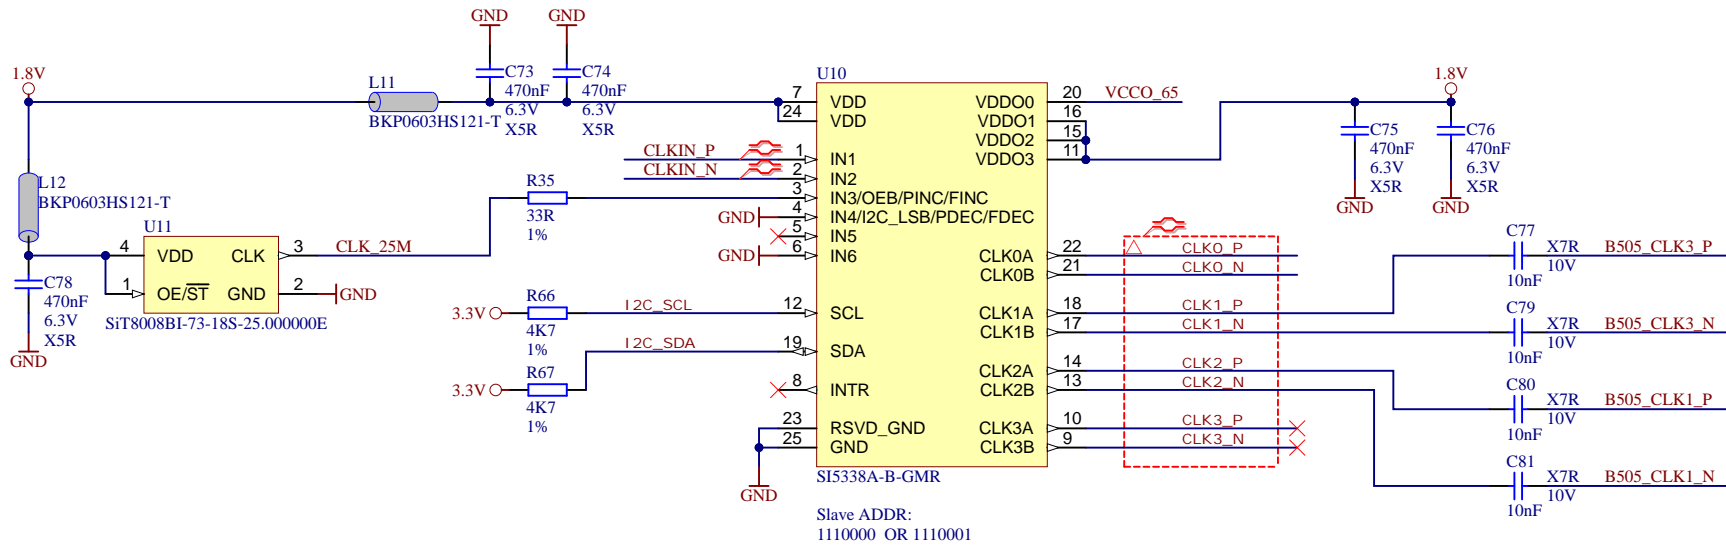 GND
GND
1.8V
L11
BKP0603HS121-T
C73
470nF
6.3V
X5R
C74
470nF
6.3V
X5R
L12
BKP0603HS121-T
U11
4 VDD CLK 3
1 OE/ST GND 2
GND
SiT8008BI-73-18S-25.000000E
C78
470nF
6.3V
X5R
GND
CLK_25M
R35
33R
1%
CLKIN_P
CLKIN_N
GND
GND
3.3V
R66
4K7
1%
I2C_SCL
3.3V
R67
4K7
1%
I2C_SDA
U10
7 VDD VDDO0 20
24 VDD VDDO1 16
VDDO2 15
1 IN1 VDDO3 11
2 IN2
3 IN3/OEB/PINC/FINC
4 IN4/I2C_LSB/PDEC/FDEC
5 IN5
6 IN6 CLK0A 22
CLK0B 21
12 SCL CLK1A 18
CLK1B 17
19 SDA
CLK2A 14
8 INTR CLK2B 13
23 RSVD_GND CLK3A 10
25 GND CLK3B 9
GND
SI5338A-B-GMR
Slave ADDR:
1110000 OR 1110001
VCCO_65
1.8V
C75
470nF
6.3V
X5R
GND
C76
470nF
6.3V
X5R
GND
CLK0_P
CLK0_N
CLK1_P
CLK1_N
CLK2_P
CLK2_N
CLK3_P
CLK3_N
C77
X7R
10V
10nF
B505_CLK3_P
C79
X7R
10V
10nF
B505_CLK3_N
C80
X7R
10V
10nF
B505_CLK1_P
C81
X7R
10V
10nF
B505_CLK1_N